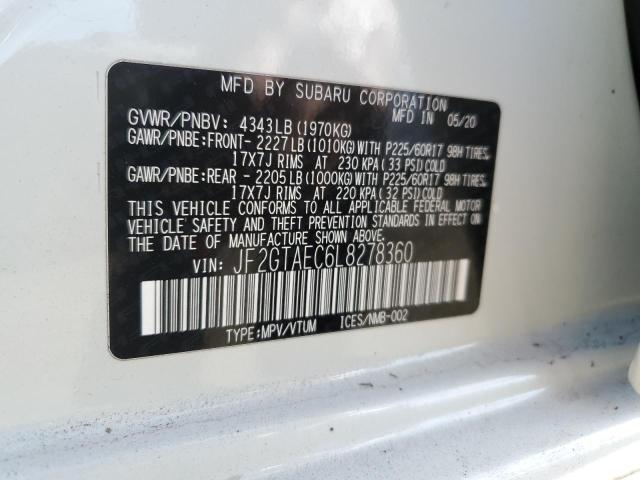 MFD BY SUBARU CORPORATION
GVWR/PNBV: 4343LB(1970KG) MFD IN 05/20
GAWR/PNBE:FRONT- 2227LB(1010KG)WITH P225/60R17 98H TIRES,
17X7J RIMS AT 230 KPA(33 PSI)COLD
GAWR/PNBE:REAR - 2205LB(1000KG)WITH P225/60R17 98H TIRES,
17X7J RIMS AT 220 KPA(32 PSI)COLD
THIS VEHICLE CONFORMS TO ALL APPLICABLE FEDERAL MOTOR
VEHICLE SAFETY AND THEFT PREVENTION STANDARDS IN EFFECT ON
THE DATE OF MANUFACTURE SHOWN ABOVE.
VIN: JF2GTAEC6L8278360
TYPE:MPV/VTUM ICES/NMB-002